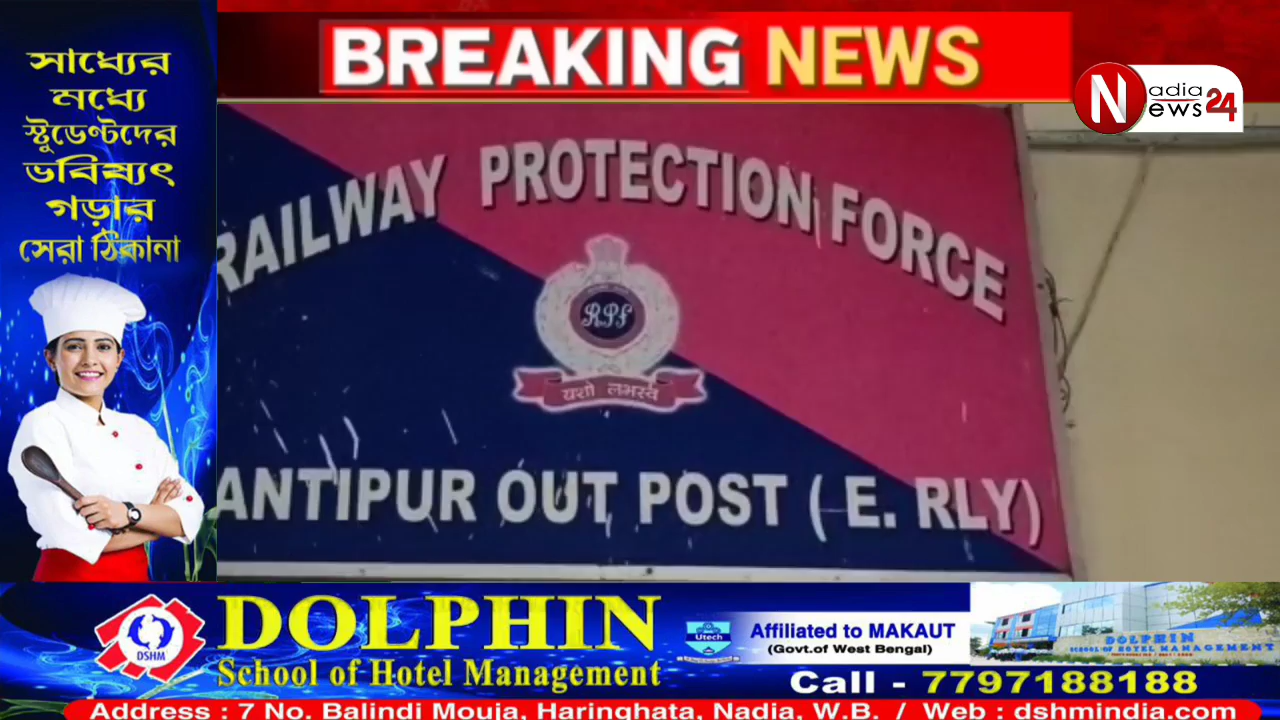 BREAKING NEWS
Nadia
News 24
সাধ্যের
মধ্যে
স্টুডেন্টদের
ভবিষ্যৎ
গড়ার
সেরা ঠিকানা
RAILWAY PROTECTION FORCE
RPF
यशो लभस्व
ANTIPUR OUT POST ( E. RLY)
DSHM
DOLPHIN
School of Hotel Management
Utech
Affiliated to MAKAUT
(Govt.of West Bengal)
DOLPHIN
SCHOOL OF HOTEL MANAGEMENT
Call - 7797188188
Address : 7 No. Balindi Mouja, Haringhata, Nadia, W.B. / Web : dshmindia.com